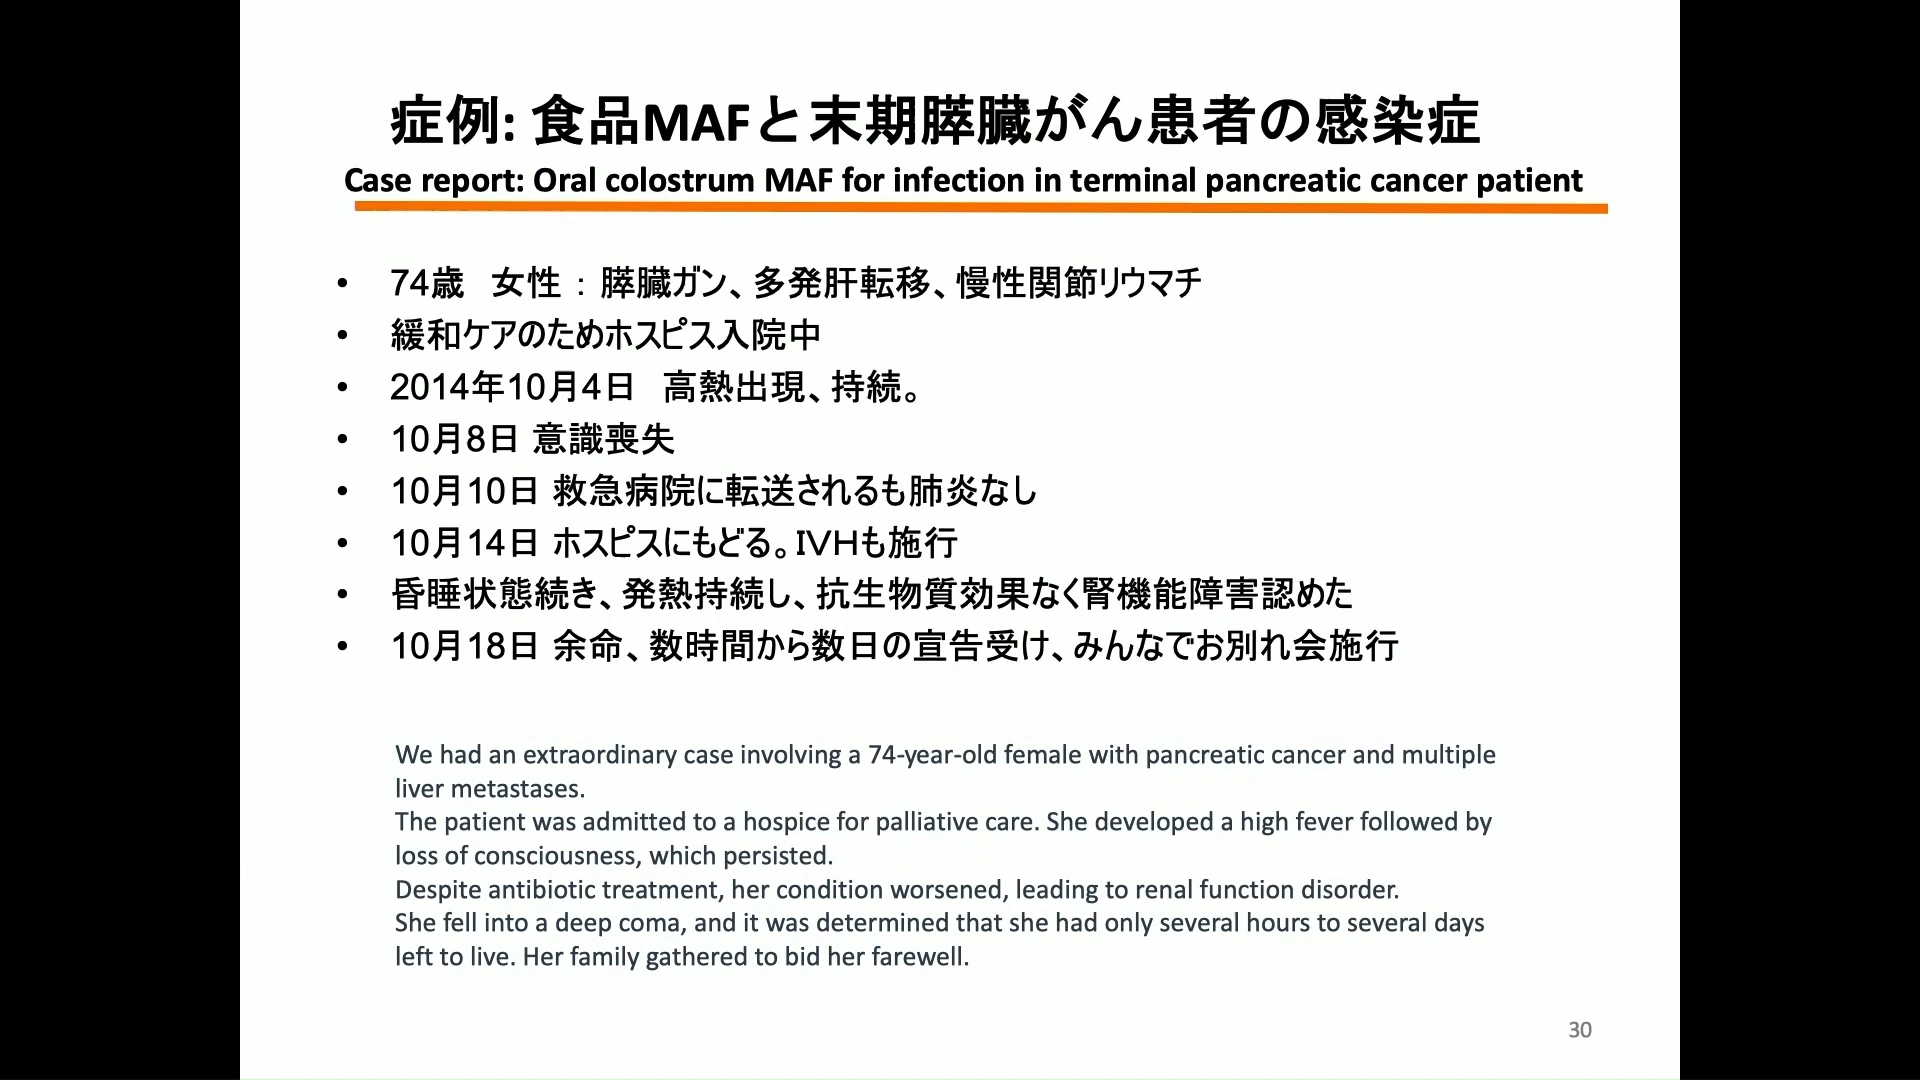 症例: 食品MAFと末期膵臓がん患者の感染症
Case report: Oral colostrum MAF for infection in terminal pancreatic cancer patient
• 74歳　女性 ： 膵臓ガン、多発肝転移、慢性関節リウマチ
• 緩和ケアのためホスピス入院中
• 2014年10月4日　高熱出現、持続。
• 10月8日 意識喪失
• 10月10日 救急病院に転送されるも肺炎なし
• 10月14日 ホスピスにもどる。IVHも施行
• 昏睡状態続き、発熱持続し、抗生物質効果なく腎機能障害認めた
• 10月18日 余命、数時間から数日の宣告受け、みんなでお別れ会施行
We had an extraordinary case involving a 74-year-old female with pancreatic cancer and multiple
liver metastases.
The patient was admitted to a hospice for palliative care. She developed a high fever followed by
loss of consciousness, which persisted.
Despite antibiotic treatment, her condition worsened, leading to renal function disorder.
She fell into a deep coma, and it was determined that she had only several hours to several days
left to live. Her family gathered to bid her farewell.
30